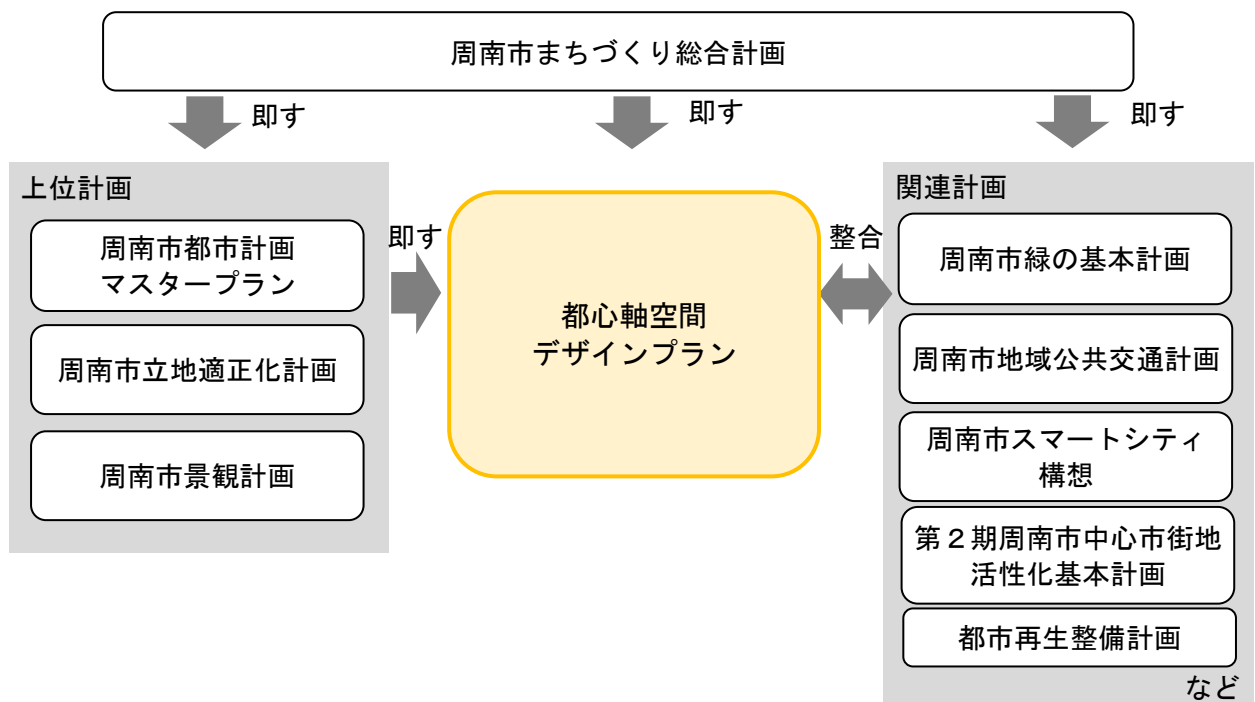 周南市まちづくり総合計画
即す
即す
即す
上位計画
周南市都市計画
マスタープラン
周南市立地適正化計画
周南市景観計画
即す
都心軸空間
デザインプラン
整合
関連計画
周南市緑の基本計画
周南市地域公共交通計画
周南市スマートシティ
構想
第２期周南市中心市街地
活性化基本計画
都市再生整備計画
など